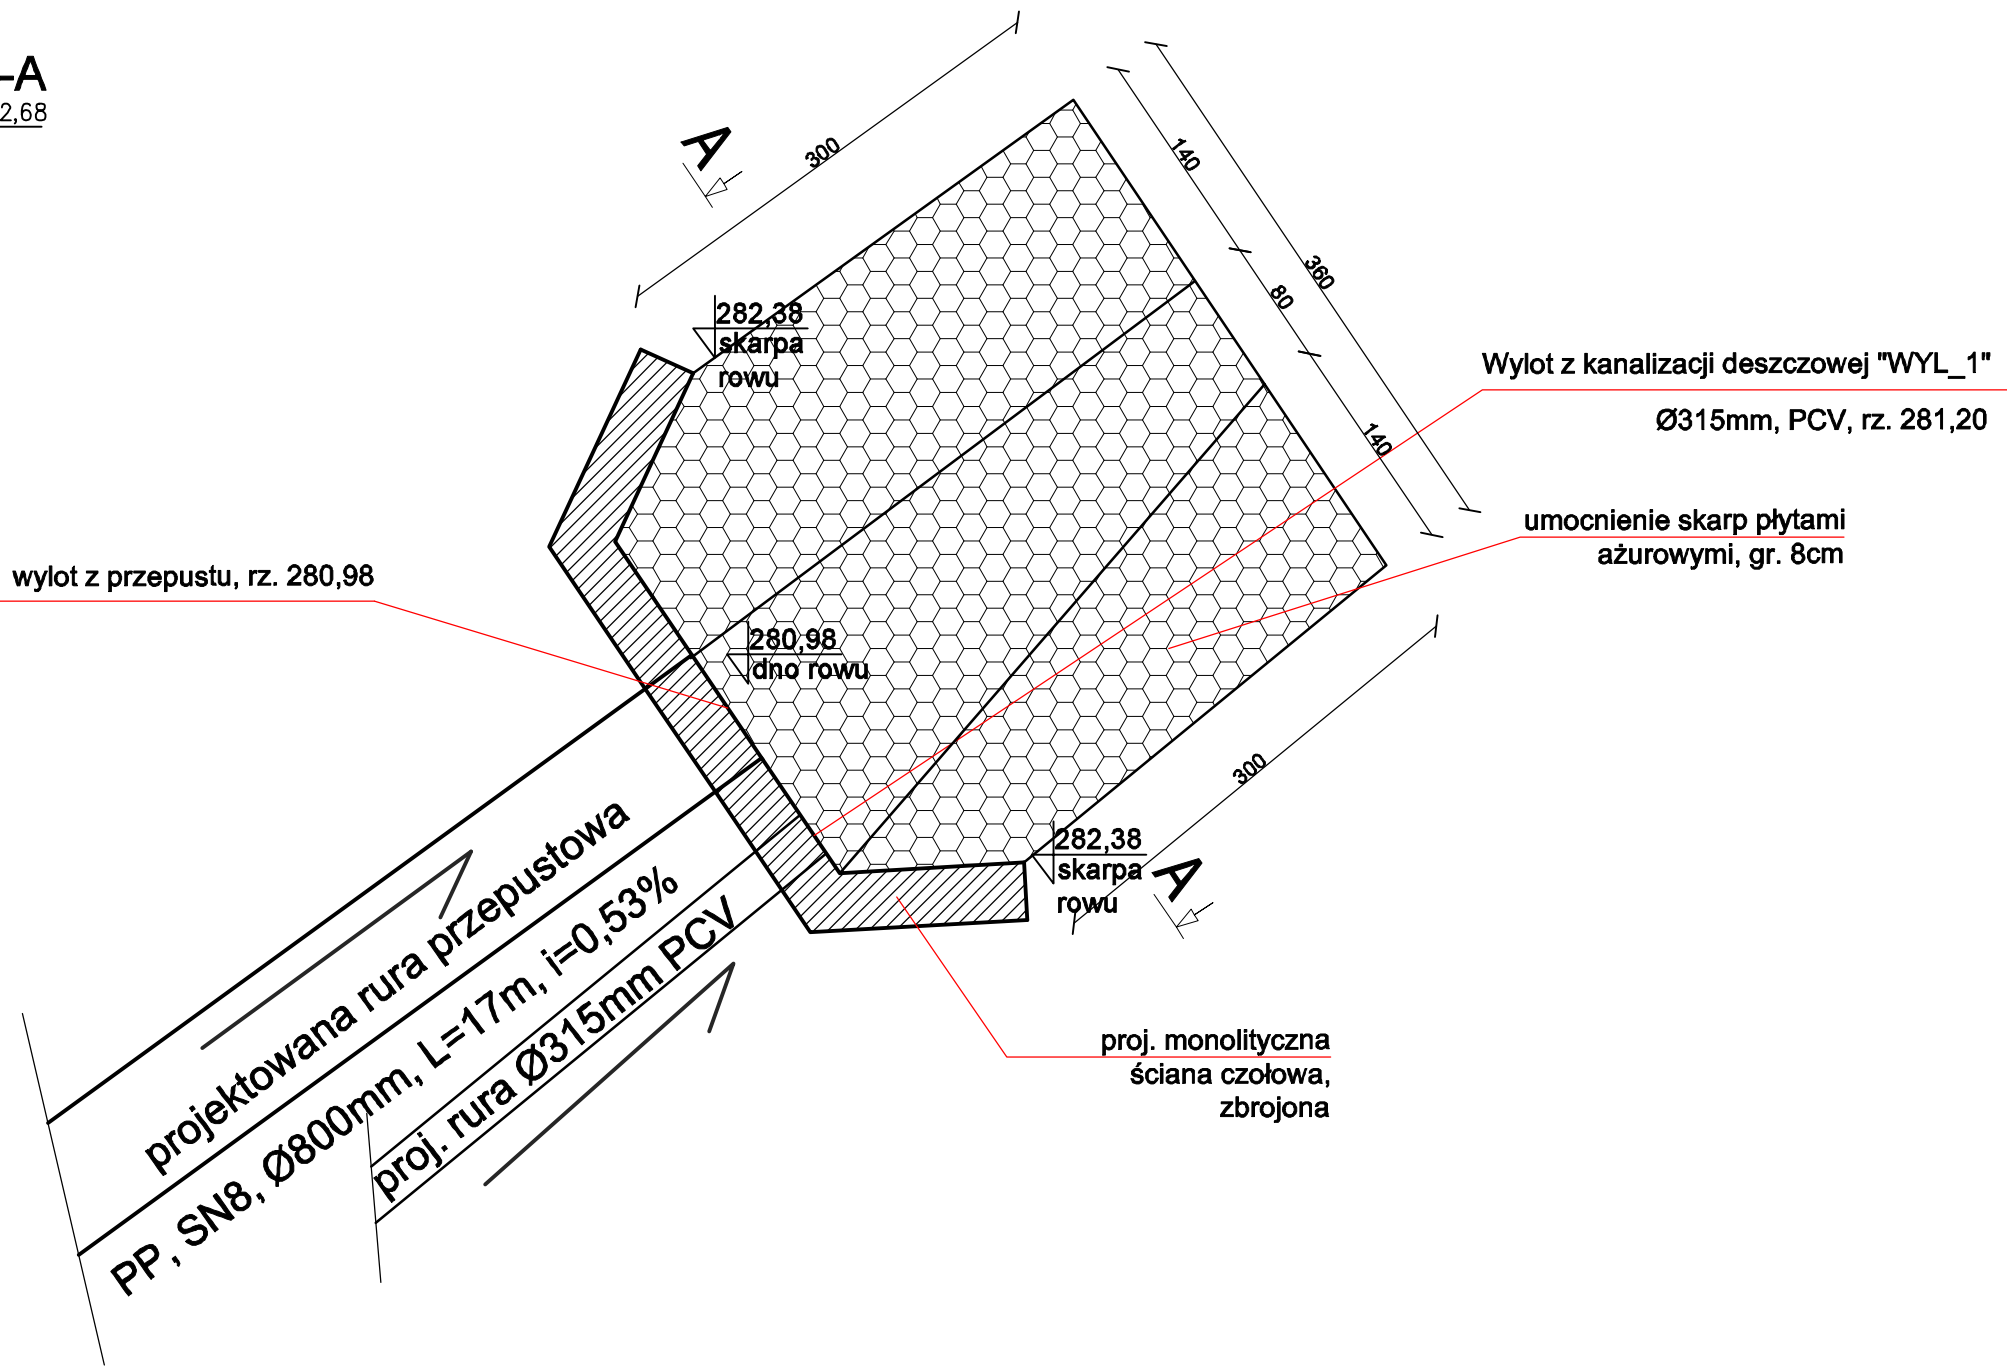 -A
2,68
A
300
140
360
80
140
282,38
skarpa
rowu
Wylot z kanalizacji deszczowej "WYL_1"
Ø315mm, PCV, rz. 281,20
umocnienie skarp płytami
ażurowymi, gr. 8cm
wylot z przepustu, rz. 280,98
280,98
dno rowu
300
282,38
skarpa
rowu
A
projektowana rura przepustowa
PP, SN8, Ø800mm, L=17m, i=0,53%
proj. rura Ø315mm PCV
proj. monolityczna
ściana czołowa,
zbrojona